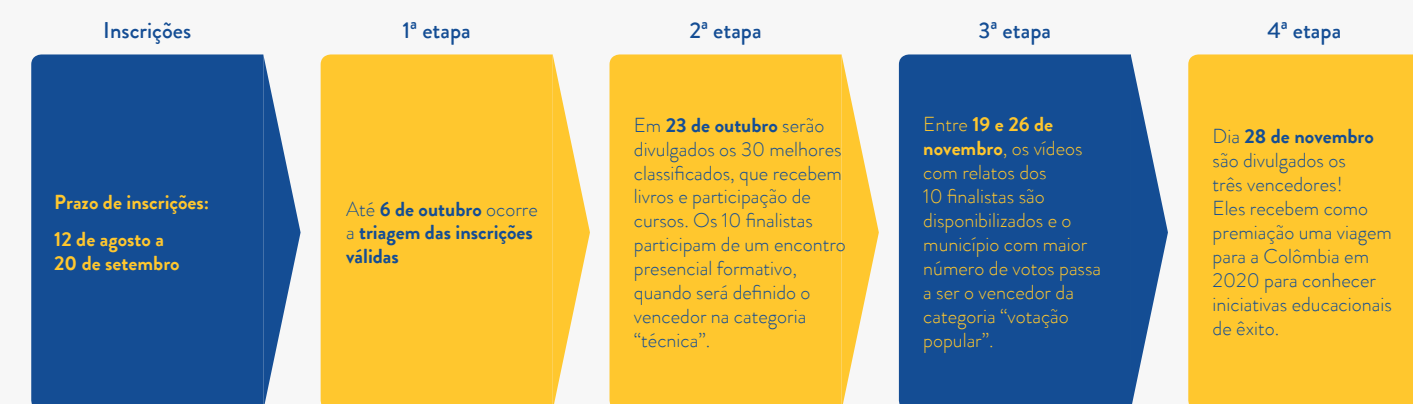 Inscrições
Prazo de inscrições:
12 de agosto a
20 de setembro
1ª etapa
Até 6 de outubro ocorre
a triagem das inscrições
válidas
2ª etapa
Em 23 de outubro serão
divulgados os 30 melhores
classificados, que recebem
livros e participação de
cursos. Os 10 finalistas
participam de um encontro
presencial formativo,
quando será definido o
vencedor na categoria
“técnica”.
3ª etapa
Entre 19 e 26 de
novembro, os vídeos
com relatos dos
10 finalistas são
disponibilizados e o
município com maior
número de votos passa
a ser o vencedor da
categoria “votação
popular”.
4ª etapa
Dia 28 de novembro
são divulgados os
três vencedores!
Eles recebem como
premiação uma viagem
para a Colômbia em
2020 para conhecer
iniciativas educacionais
de êxito.